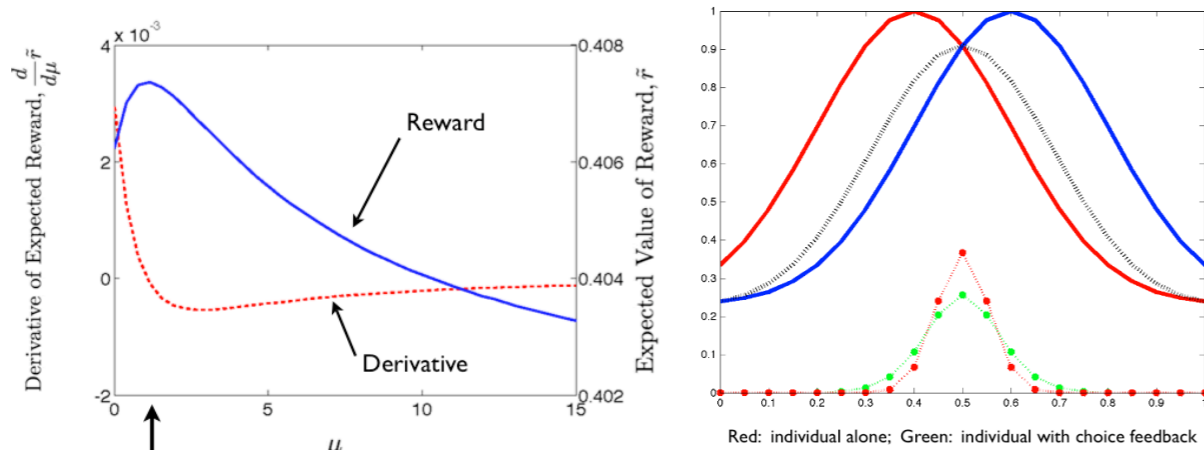 × 10⁻³
4
2
0
-2
Derivative of Expected Reward, d/dμ r̃
0.408
0.406
0.404
0.402
Expected Value of Reward, r̃
Reward
Derivative
0 5 10 15
μ
1
0.9
0.8
0.7
0.6
0.5
0.4
0.3
0.2
0.1
0
0 0.1 0.2 0.3 0.4 0.5 0.6 0.7 0.8 0.9
Red: individual alone; Green: individual with choice feedback